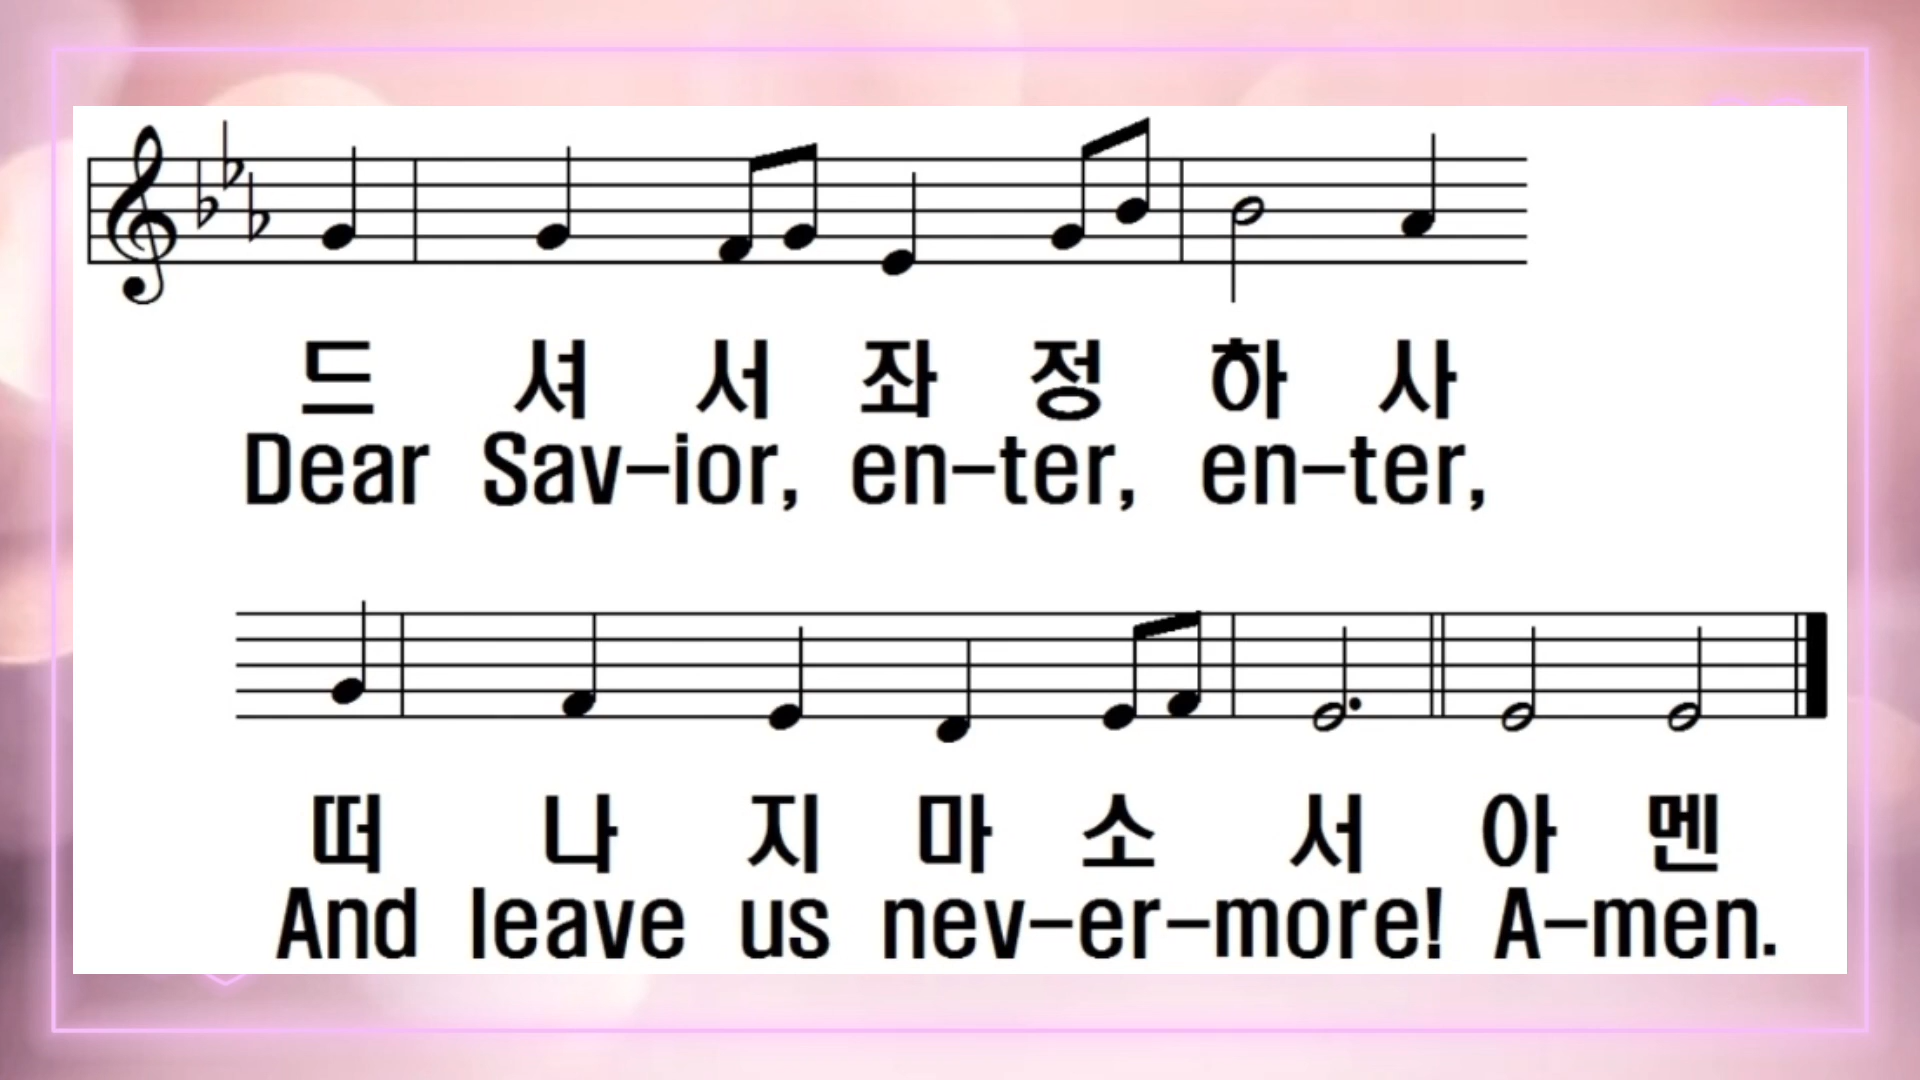 드 셔 서 좌 정 하 사
Dear Sav-ior, en-ter, en-ter,
떠 나 지 마 소 서 아 멘
And leave us nev-er-more! A-men.